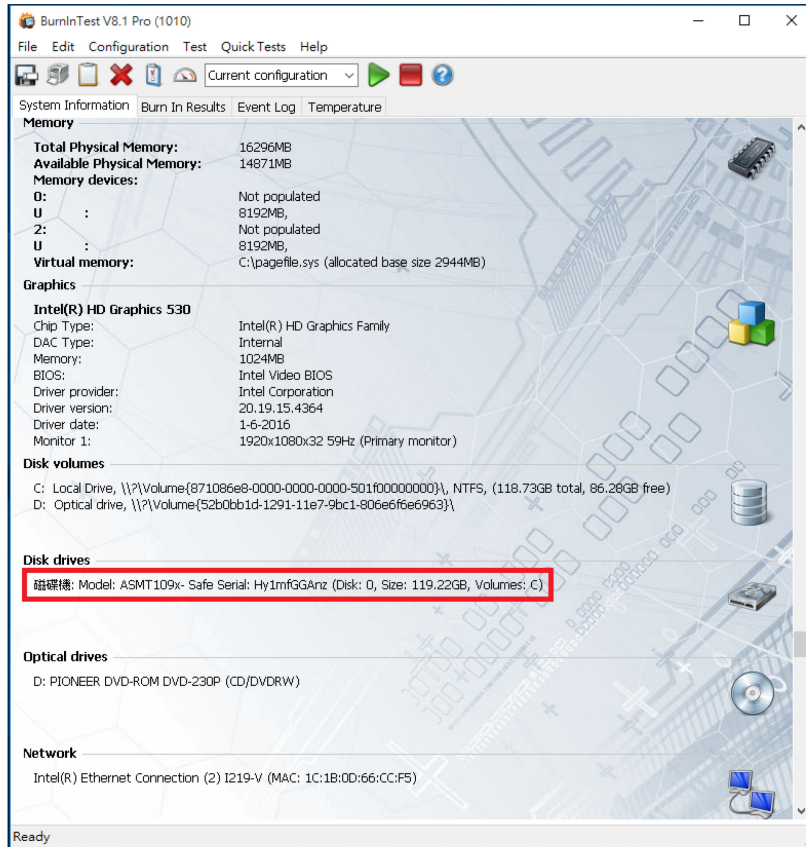 BurnInTest V8.1 Pro (1010)
File Edit Configuration Test Quick Tests Help
Current configuration
System Information Burn In Results Event Log Temperature
Memory
Total Physical Memory: 16296MB
Available Physical Memory: 14871MB
Memory devices:
0: Not populated
U : 8192MB,
2: Not populated
U : 8192MB,
Virtual memory: C:\pagefile.sys (allocated base size 2944MB)
Graphics
Intel(R) HD Graphics 530
Chip Type: Intel(R) HD Graphics Family
DAC Type: Internal
Memory: 1024MB
BIOS: Intel Video BIOS
Driver provider: Intel Corporation
Driver version: 20.19.15.4364
Driver date: 1-6-2016
Monitor 1: 1920x1080x32 59Hz (Primary monitor)
Disk volumes
C: Local Drive, \\?\Volume{871086e8-0000-0000-0000-501f00000000}\, NTFS, (118.73GB total, 86.28GB free)
D: Optical drive, \\?\Volume{52b0bb1d-1291-11e7-9bc1-806e6f6e6963}\
Disk drives
磁碟機: Model: ASMT109x- Safe Serial: Hy1mfGGAnz (Disk: 0, Size: 119.22GB, Volumes: C)
Optical drives
D: PIONEER DVD-ROM DVD-230P (CD/DVDRW)
Network
Intel(R) Ethernet Connection (2) I219-V (MAC: 1C:1B:0D:66:CC:F5)
Ready